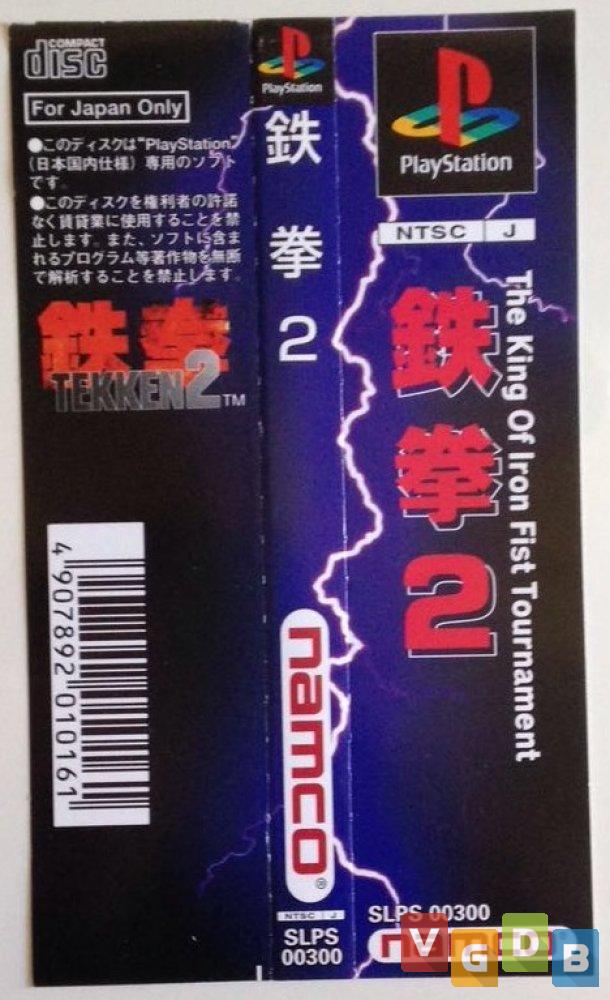 COMPACT
disc
For Japan Only
●このディスクは"PlayStation"
(日本国内仕様)専用のソフト
です。
●このディスクを権利者の許諾
なく賃貸業に使用することを禁
止します。また、ソフトに含ま
れるプログラム等著作物を無断
で解析することを禁止します。
鉄拳
TEKKEN2™
4907892010161
PlayStation
鉄拳2
namco®
NTSC J
SLPS
00300
PlayStation
NTSC J
The King Of Iron Fist Tournament
鉄拳2
SLPS 00300
namco
VGDB